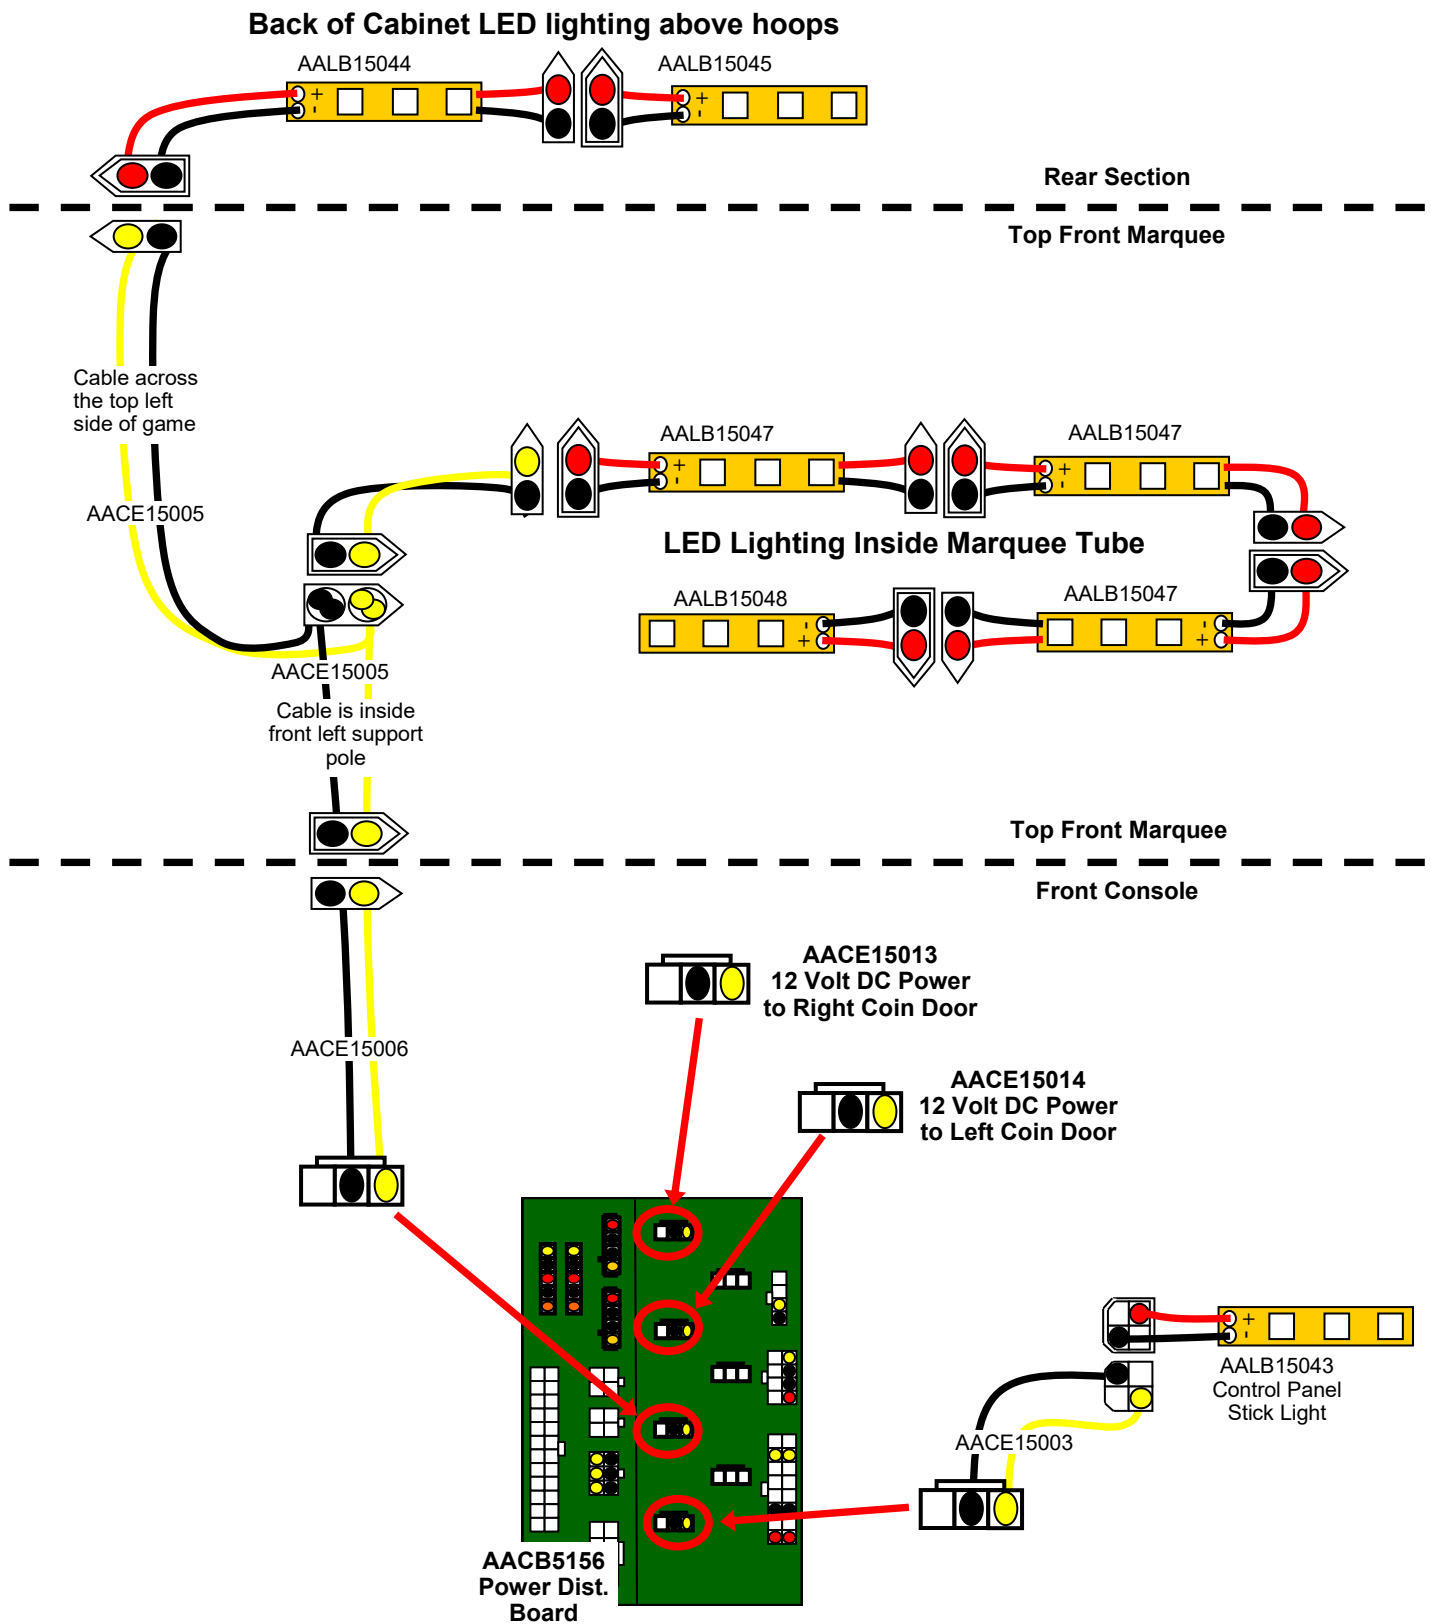 Back of Cabinet LED lighting above hoops
AALB15044
AALB15045
+
-
+
-
Rear Section
Top Front Marquee
Cable across
the top left
side of game
AACE15005
AALB15047
AALB15047
+
-
+
-
LED Lighting Inside Marquee Tube
AALB15048
AALB15047
-
+
-
+
AACE15005
Cable is inside
front left support
pole
Top Front Marquee
Front Console
AACE15013
12 Volt DC Power
to Right Coin Door
AACE15006
AACE15014
12 Volt DC Power
to Left Coin Door
+
-
AALB15043
Control Panel
Stick Light
AACE15003
AACB5156
Power Dist.
Board